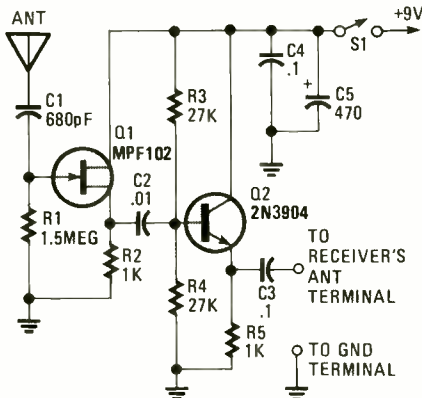 ANT
C1
680pF
Q1
MPF102
R1
1.5MEG
R2
1K
C2
.01
R3
27K
R4
27K
Q2
2N3904
R5
1K
C3
.1
C4
.1
+
C5
470
S1
+9V
TO
RECEIVER'S
ANT
TERMINAL
TO GND
TERMINAL